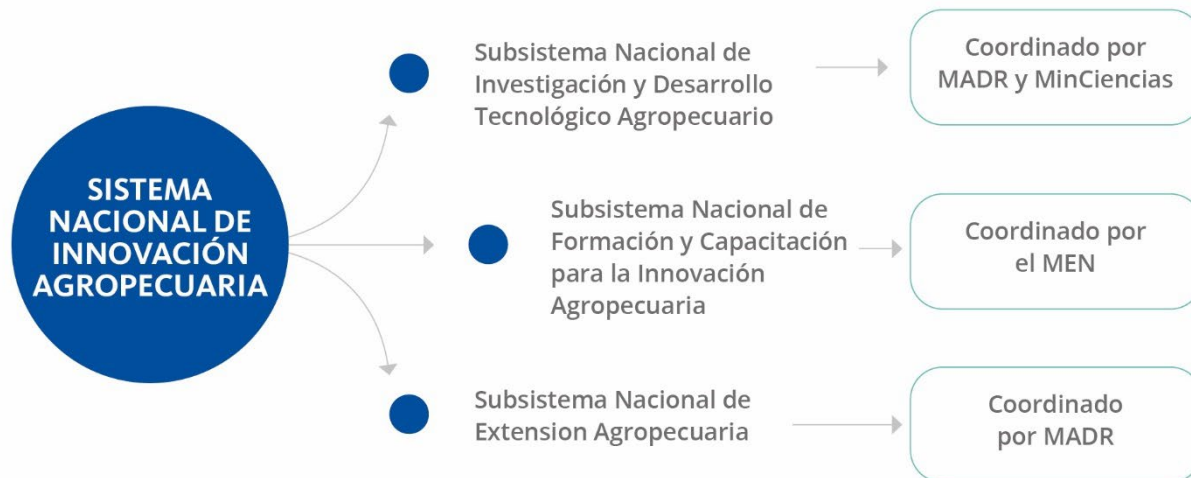 SISTEMA
NACIONAL DE
INNOVACIÓN
AGROPECUARIA
Subsistema Nacional de
Investigación y Desarrollo
Tecnológico Agropecuario
Coordinado por
MADR y MinCiencias
Subsistema Nacional de
Formación y Capacitación
para la Innovación
Agropecuaria
Coordinado por
el MEN
Subsistema Nacional de
Extension Agropecuaria
Coordinado
por MADR